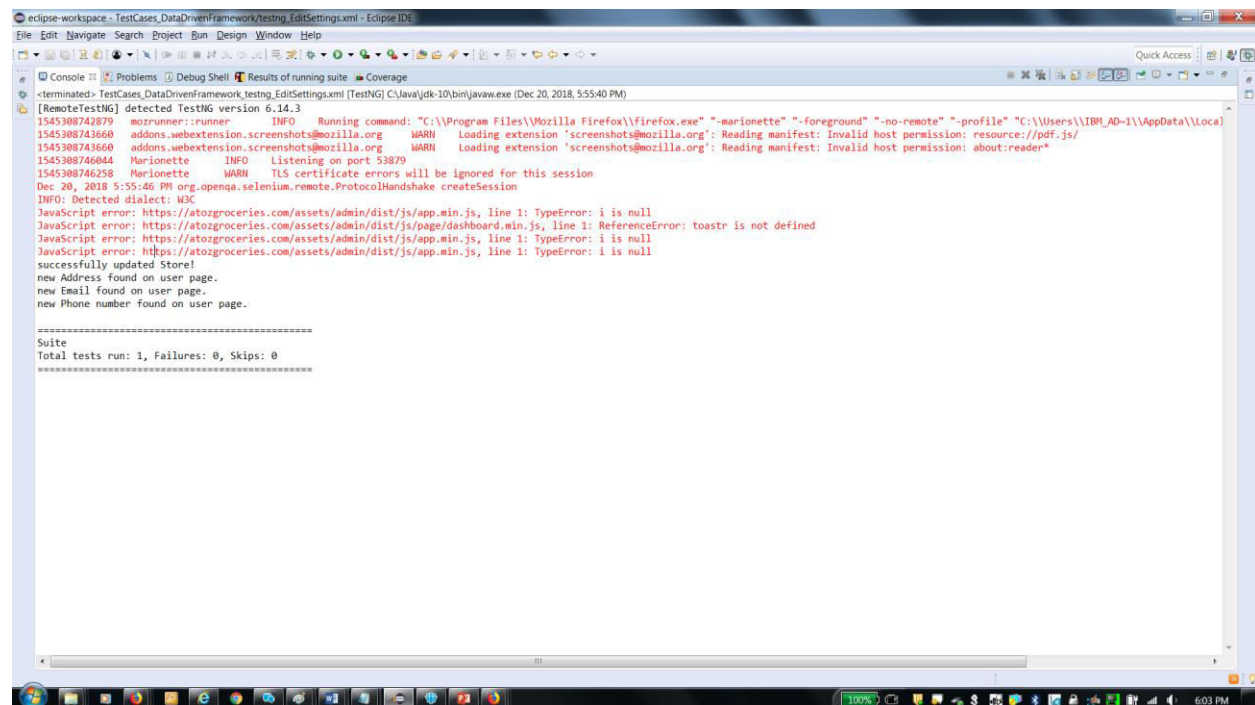 eclipse-workspace - TestCases_DataDrivenFramework/testng_EditSettings.xml - Eclipse IDE
File Edit Navigate Search Project Run Design Window Help
Quick Access
Console Problems Debug Shell Results of running suite Coverage
<terminated> TestCases_DataDrivenFramework_testng_EditSettings.xml [TestNG] C:\Java\jdk-10\bin\javaw.exe (Dec 20, 2018, 5:55:40 PM)
[RemoteTestNG] detected TestNG version 6.14.3
1545308742879 mozrunner::runner INFO Running command: "C:\\Program Files\\Mozilla Firefox\\firefox.exe" "-marionette" "-foreground" "-no-remote" "-profile" "C:\\Users\\IBM_AD~1\\AppData\\Local
1545308743660 addons.webextension.screenshots@mozilla.org WARN Loading extension 'screenshots@mozilla.org': Reading manifest: Invalid host permission: resource://pdf.js/
1545308743660 addons.webextension.screenshots@mozilla.org WARN Loading extension 'screenshots@mozilla.org': Reading manifest: Invalid host permission: about:reader*
1545308746044 Marionette INFO Listening on port 53879
1545308746258 Marionette WARN TLS certificate errors will be ignored for this session
Dec 20, 2018 5:55:46 PM org.openqa.selenium.remote.ProtocolHandshake createSession
INFO: Detected dialect: W3C
JavaScript error: https://atozgroceries.com/assets/admin/dist/js/app.min.js, line 1: TypeError: i is null
JavaScript error: https://atozgroceries.com/assets/admin/dist/js/page/dashboard.min.js, line 1: ReferenceError: toastr is not defined
JavaScript error: https://atozgroceries.com/assets/admin/dist/js/app.min.js, line 1: TypeError: i is null
JavaScript error: https://atozgroceries.com/assets/admin/dist/js/app.min.js, line 1: TypeError: i is null
successfully updated Store!
new Address found on user page.
new Email found on user page.
new Phone number found on user page.
===============================================
Suite
Total tests run: 1, Failures: 0, Skips: 0
===============================================
100% 6:03 PM